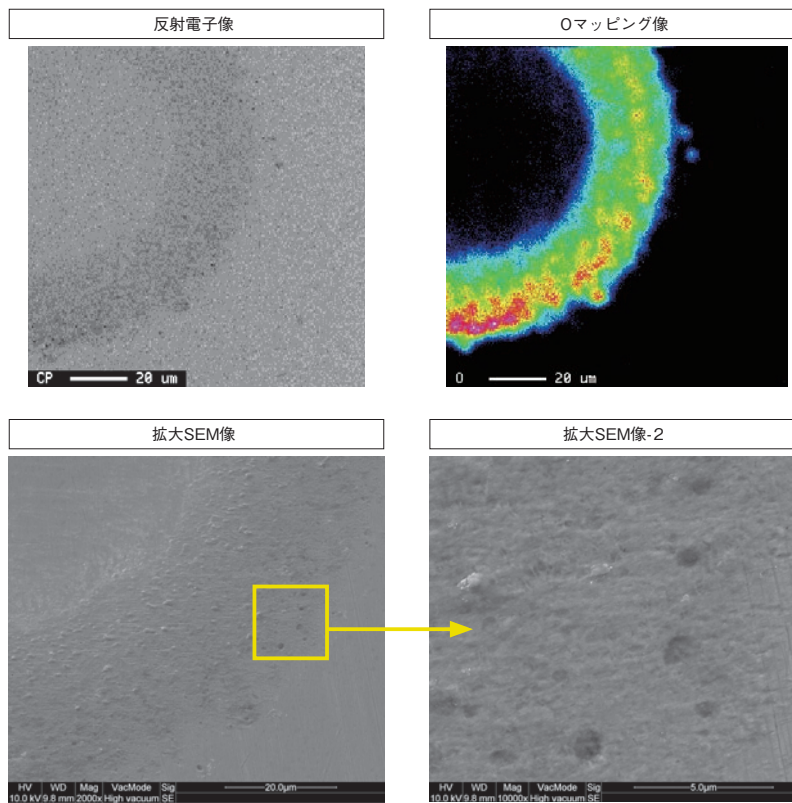 反射電子像
Oマッピング像
CP 20 um
O 20 um
拡大SEM像
拡大SEM像-2
HV WD Mag VacMode Sig 20.0μm
10.0 kV 9.8 mm 2000x High vacuum SE
HV WD Mag VacMode Sig 5.0μm
10.0 kV 9.8 mm 10000x High vacuum SE